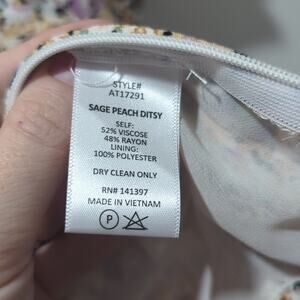 STYLE#
AT17291
SAGE PEACH DITSY
SELF:
52% VISCOSE
48% RAYON
LINING:
100% POLYESTER
DRY CLEAN ONLY
RN# 141397
MADE IN VIETNAM
P